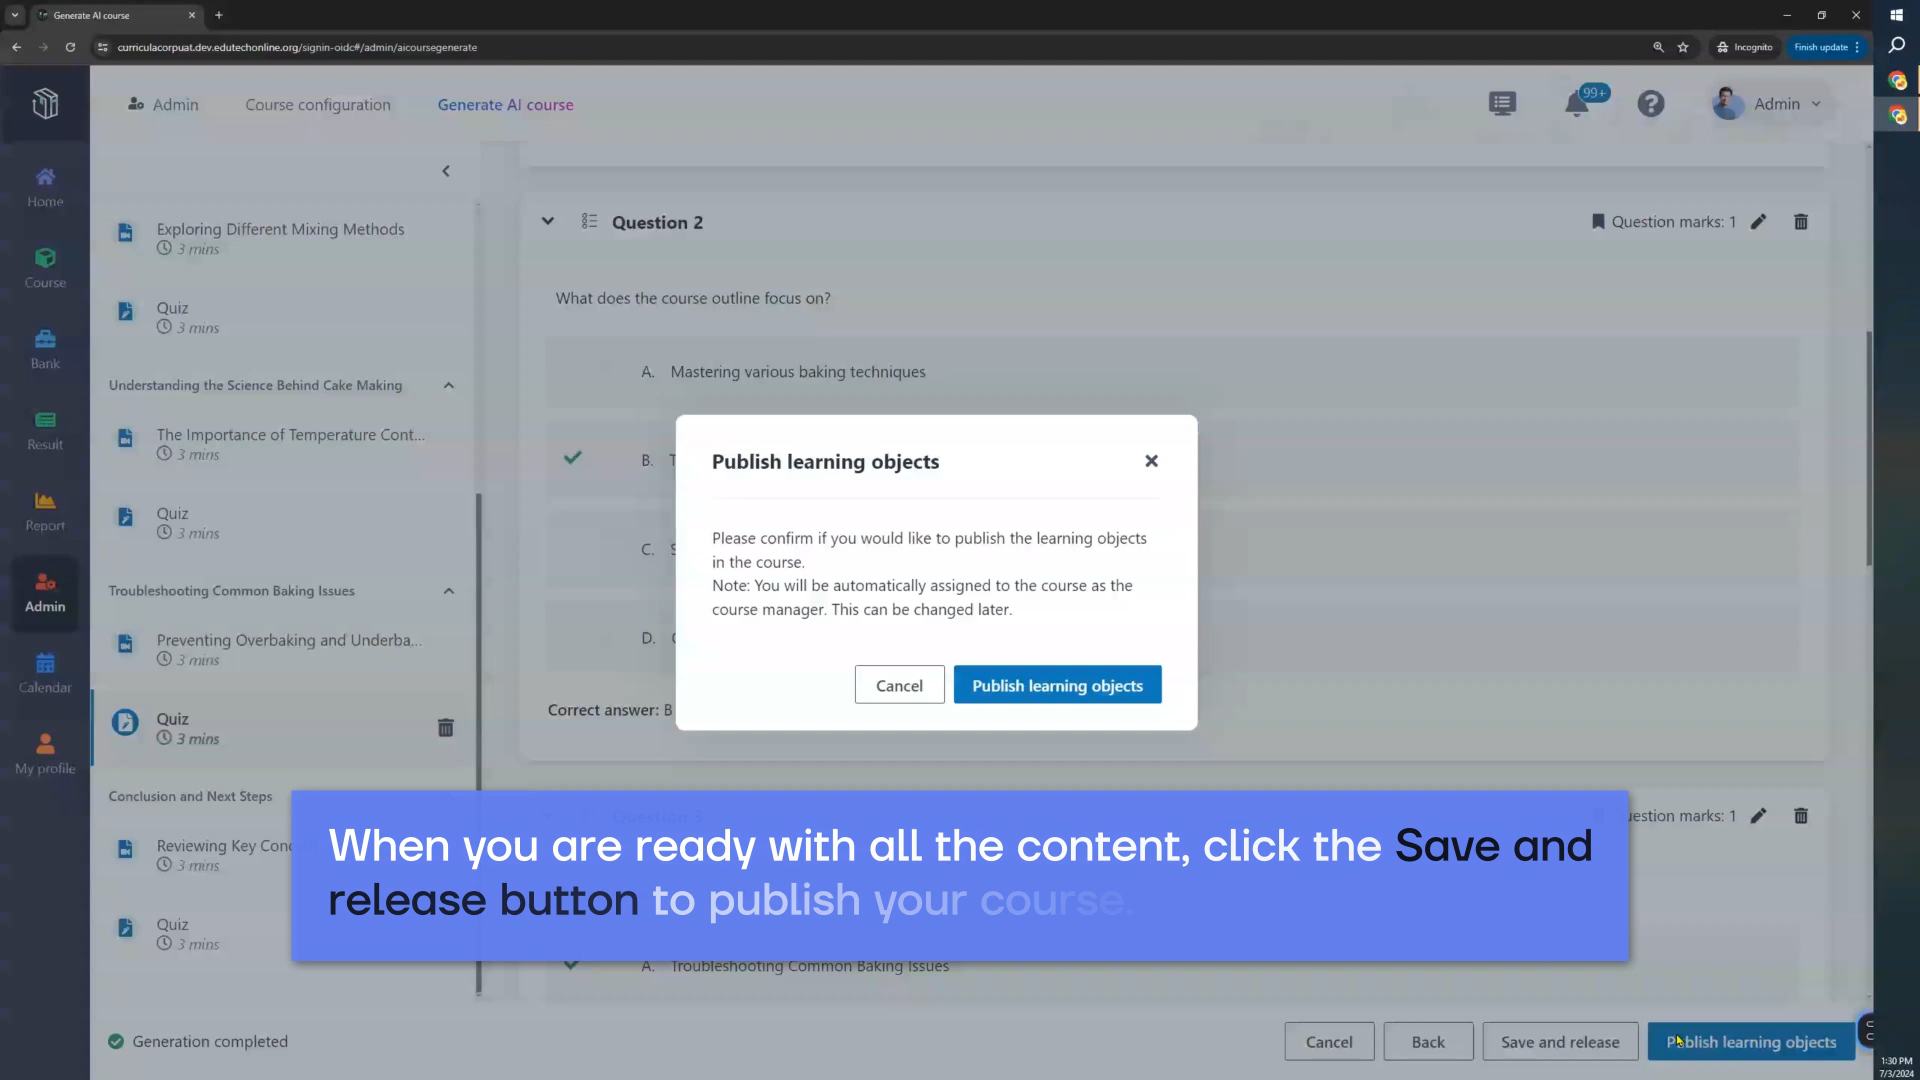 Generate AI course
curriculacorpuat.dev.edutechonline.org/signin-oidc#/admin/aicoursegenerate
Incognito
Finish update
Admin
Course configuration
Generate AI course
99+
Admin
Home
Course
Bank
Result
Report
Admin
Calendar
My profile
Exploring Different Mixing Methods
3 mins
Quiz
3 mins
Understanding the Science Behind Cake Making
The Importance of Temperature Cont...
3 mins
Quiz
3 mins
Troubleshooting Common Baking Issues
Preventing Overbaking and Underba...
3 mins
Quiz
3 mins
Conclusion and Next Steps
Reviewing Key Con
3 mins
Quiz
3 mins
Question 2
Question marks: 1
What does the course outline focus on?
A. Mastering various baking techniques
B.
C.
D.
Correct answer: B
Publish learning objects
Please confirm if you would like to publish the learning objects
in the course.
Note: You will be automatically assigned to the course as the
course manager. This can be changed later.
Cancel
Publish learning objects
Question 3
uestion marks: 1
When you are ready with all the content, click the Save and
release button to publish your course.
A. Troubleshooting Common Baking Issues
Generation completed
Cancel
Back
Save and release
Publish learning objects
1:30 PM
7/3/2024